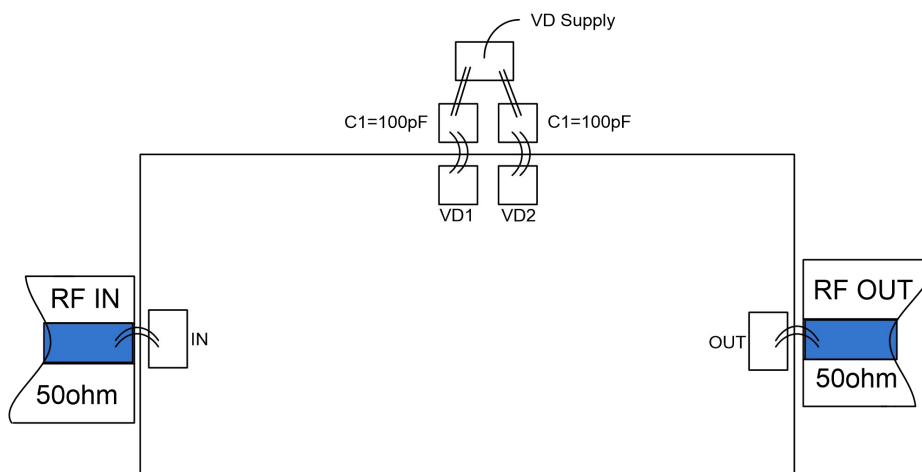 VD Supply
C1=100pF
C1=100pF
VD1
VD2
RF IN
IN
50ohm
RF OUT
OUT
50ohm